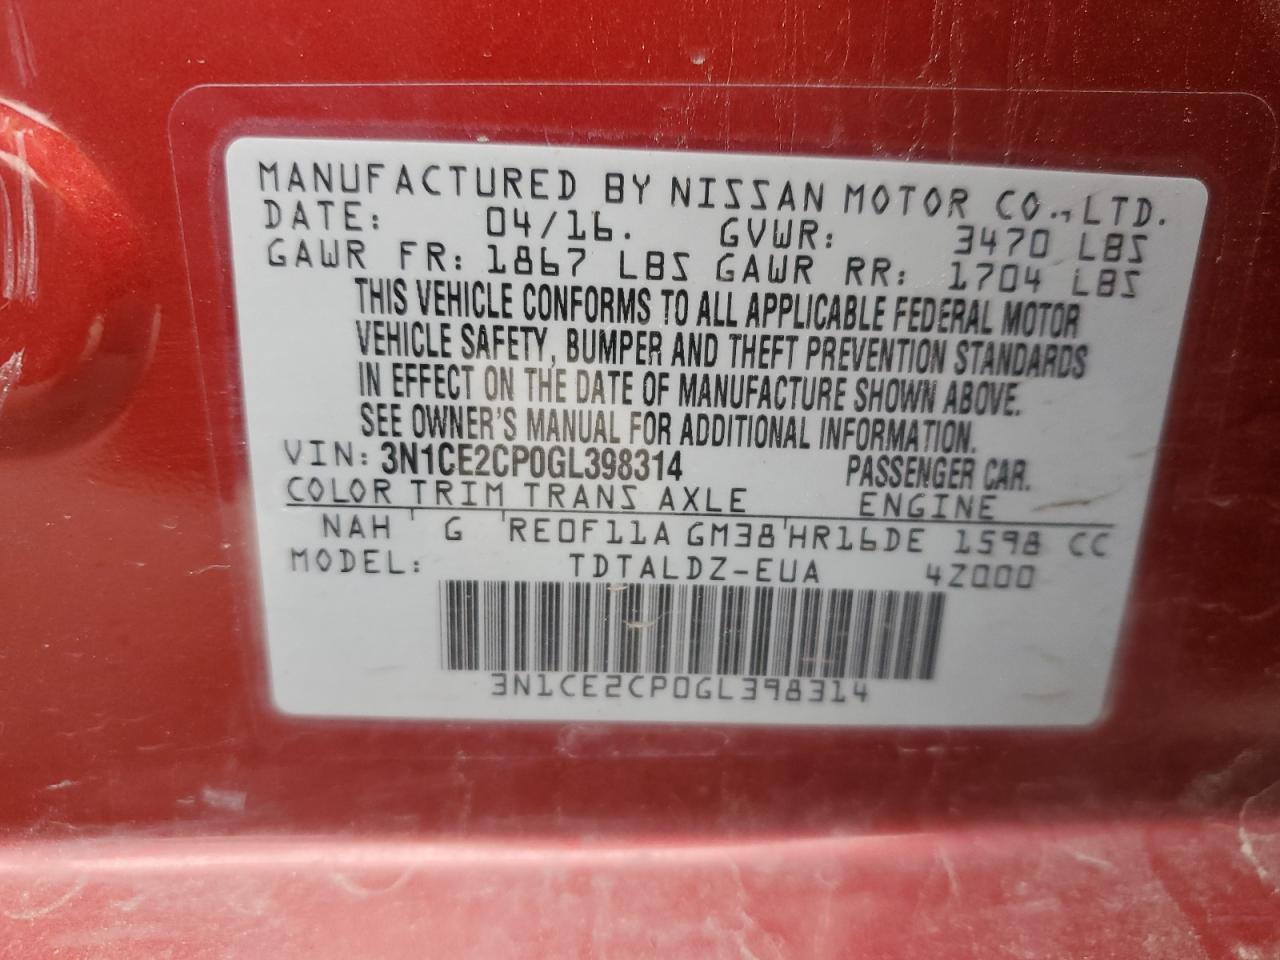 MANUFACTURED BY NISSAN MOTOR CO.,LTD.
DATE: 04/16. GVWR: 3470 LBS
GAWR FR: 1867 LBS GAWR RR: 1704 LBS
THIS VEHICLE CONFORMS TO ALL APPLICABLE FEDERAL MOTOR
VEHICLE SAFETY, BUMPER AND THEFT PREVENTION STANDARDS
IN EFFECT ON THE DATE OF MANUFACTURE SHOWN ABOVE.
SEE OWNER'S MANUAL FOR ADDITIONAL INFORMATION.
VIN: 3N1CE2CP0GL398314 PASSENGER CAR.
COLOR TRIM TRANS AXLE ENGINE
NAH ' G 'RE0F11A GM38'HR16DE 1598 CC
MODEL: TDTALDZ-EUA 4Z000
3N1CE2CP0GL398314